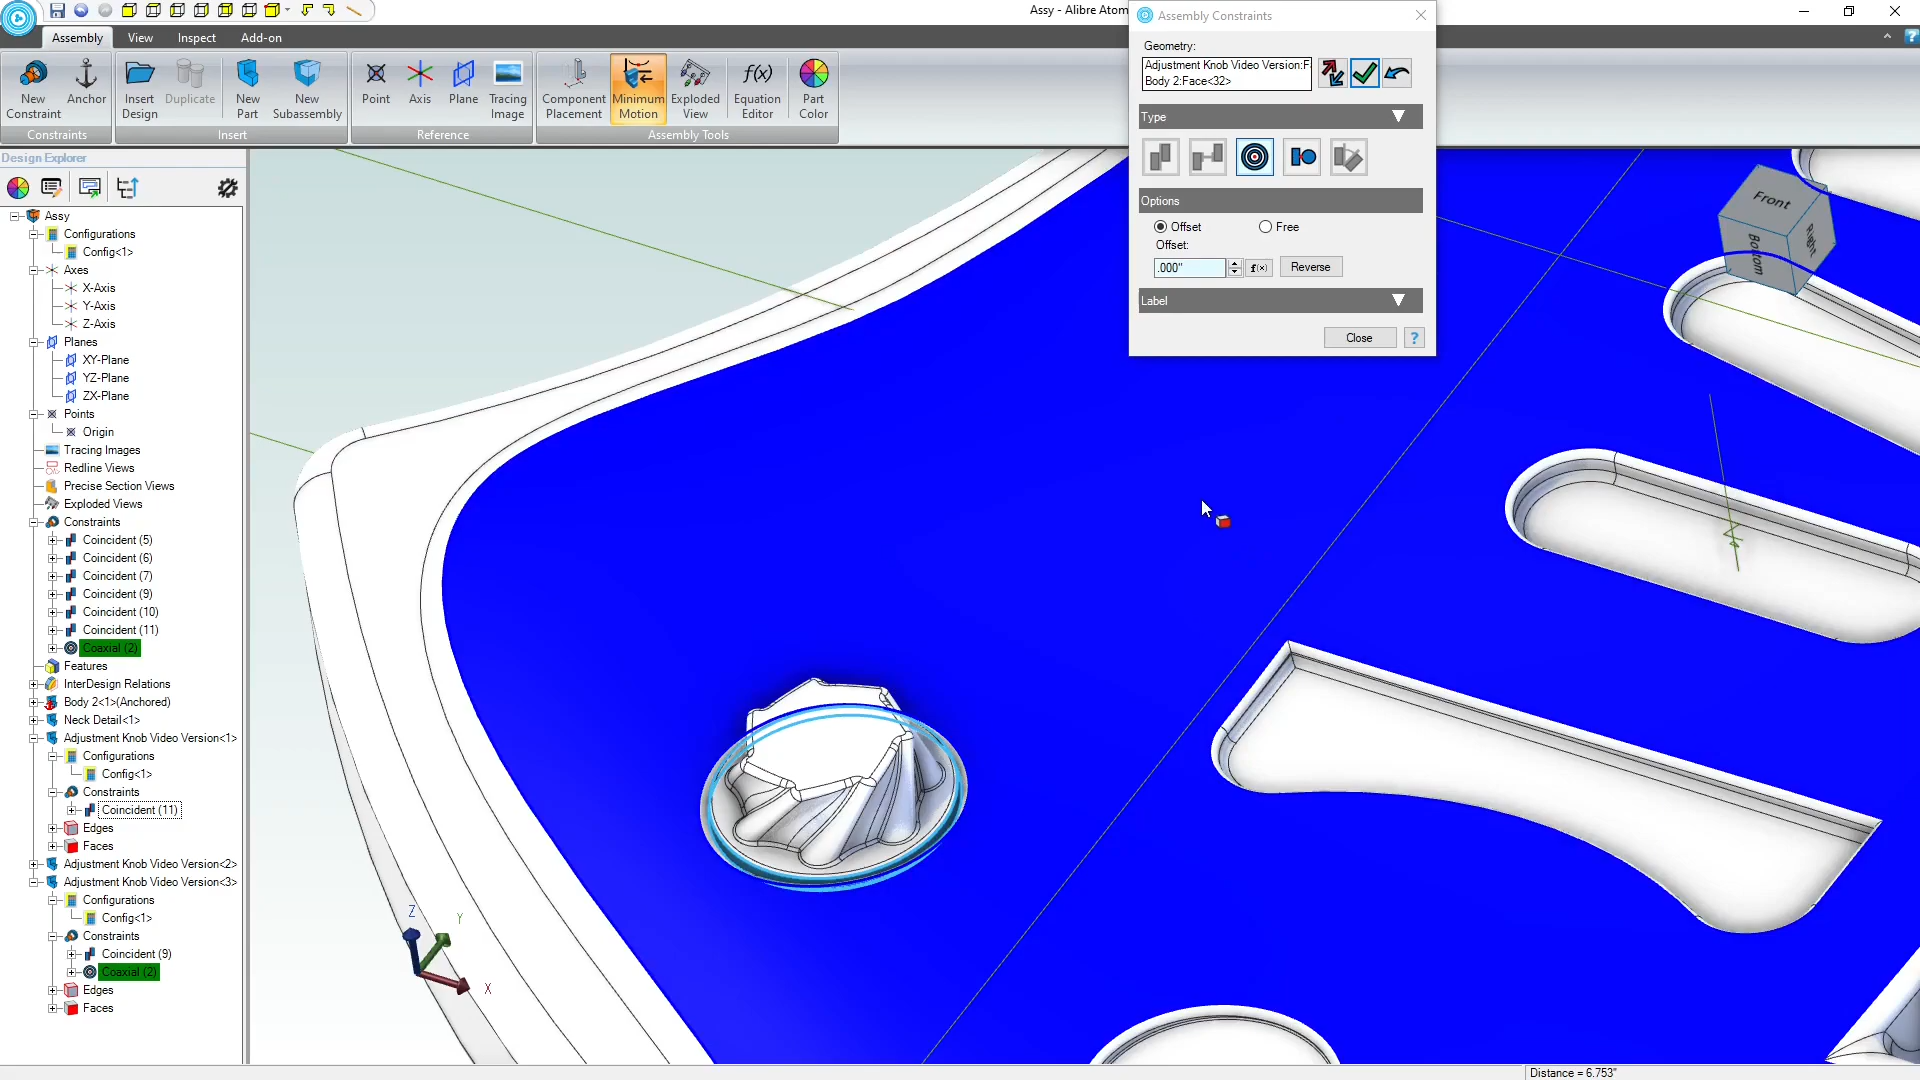 Assy - Alibre Atom
Assembly
View
Inspect
Add-on
New Constraint
Anchor
Insert Design
Duplicate
New Part
New Subassembly
Point
Axis
Plane
Tracing Image
Component Placement
Minimum Motion
Exploded View
Equation Editor
Part Color
Constraints
Insert
Reference
Assembly Tools
Assembly Constraints
Geometry:
Adjustment Knob Video Version:F
Body 2:Face<32>
Type
Options
Offset
Free
Offset:
.000"
f(x)
Reverse
Label
Close
?
Design Explorer
Assy
Configurations
Config<1>
Axes
X-Axis
Y-Axis
Z-Axis
Planes
XY-Plane
YZ-Plane
ZX-Plane
Points
Origin
Tracing Images
Redline Views
Precise Section Views
Exploded Views
Constraints
Coincident (5)
Coincident (6)
Coincident (7)
Coincident (9)
Coincident (10)
Coincident (11)
Coaxial (2)
Features
InterDesign Relations
Body 2<1>(Anchored)
Neck Detail<1>
Adjustment Knob Video Version<1>
Configurations
Config<1>
Constraints
Coincident (11)
Edges
Faces
Adjustment Knob Video Version<2>
Adjustment Knob Video Version<3>
Configurations
Config<1>
Constraints
Coincident (9)
Coaxial (2)
Edges
Faces
Front
Right
Bottom
Z
Y
X
Distance = 6.753"